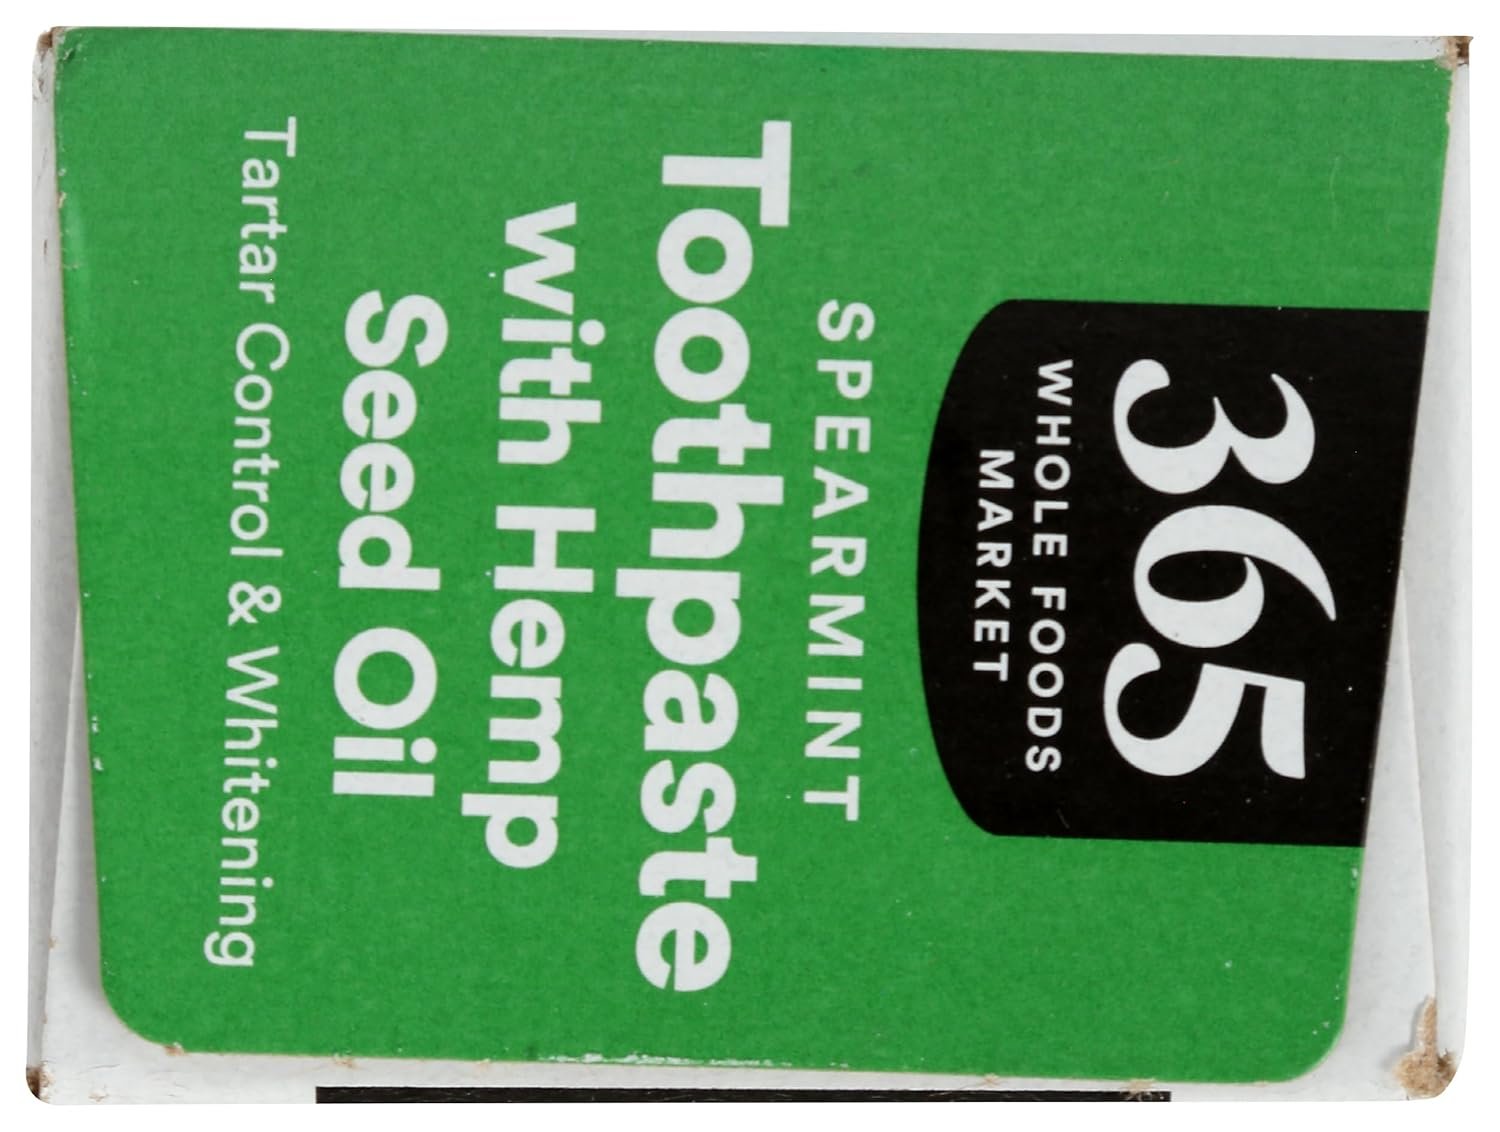 365
WHOLE FOODS
MARKET
SPEARMINT
Toothpaste
with Hemp
Seed Oil
Tartar Control & Whitening